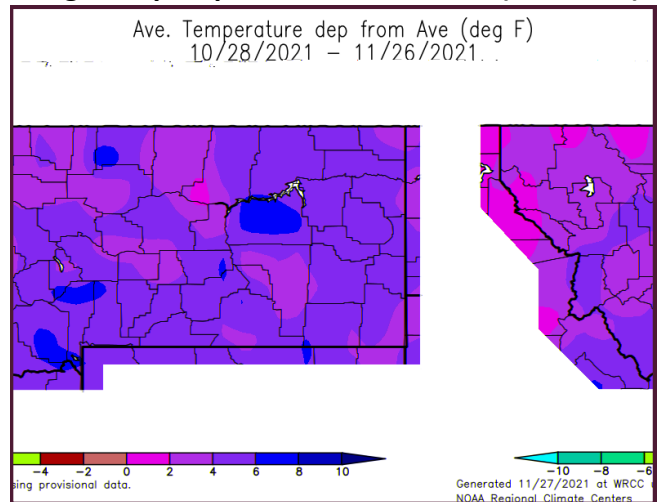 Ave. Temperature dep from Ave (deg F)
10/28/2021 – 11/26/2021
-4 -2 0 2 4 6 8 10
-10 -8 -6
sing provisional data.
Generated 11/27/2021 at WRCC
NOAA Regional Climate Centers